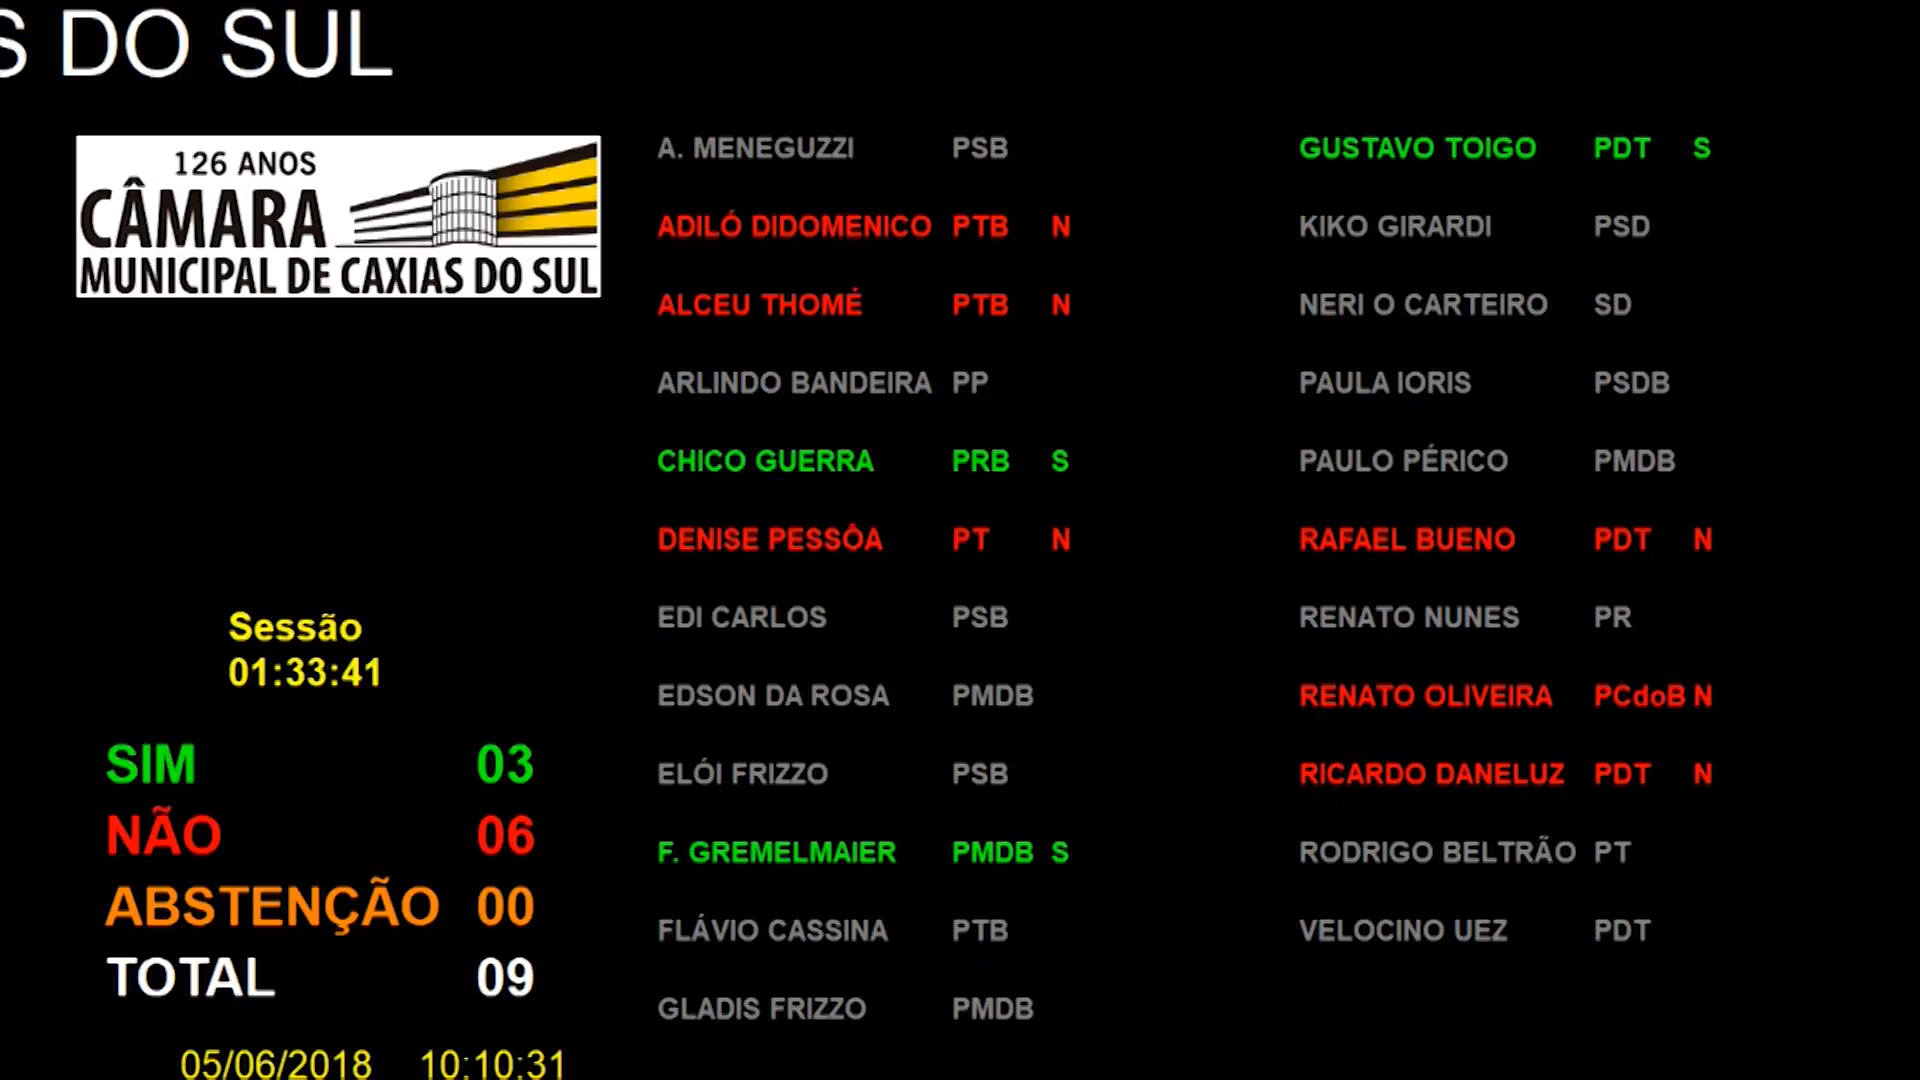 S DO SUL
126 ANOS
CÂMARA
MUNICIPAL DE CAXIAS DO SUL
Sessão
01:33:41
SIM 03
NÃO 06
ABSTENÇÃO 00
TOTAL 09
05/06/2018 10:10:31
A. MENEGUZZI PSB
ADILÓ DIDOMENICO PTB N
ALCEU THOMÉ PTB N
ARLINDO BANDEIRA PP
CHICO GUERRA PRB S
DENISE PESSÔA PT N
EDI CARLOS PSB
EDSON DA ROSA PMDB
ELÓI FRIZZO PSB
F. GREMELMAIER PMDB S
FLÁVIO CASSINA PTB
GLADIS FRIZZO PMDB
GUSTAVO TOIGO PDT S
KIKO GIRARDI PSD
NERI O CARTEIRO SD
PAULA IORIS PSDB
PAULO PÉRICO PMDB
RAFAEL BUENO PDT N
RENATO NUNES PR
RENATO OLIVEIRA PCdoB N
RICARDO DANELUZ PDT N
RODRIGO BELTRÃO PT
VELOCINO UEZ PDT